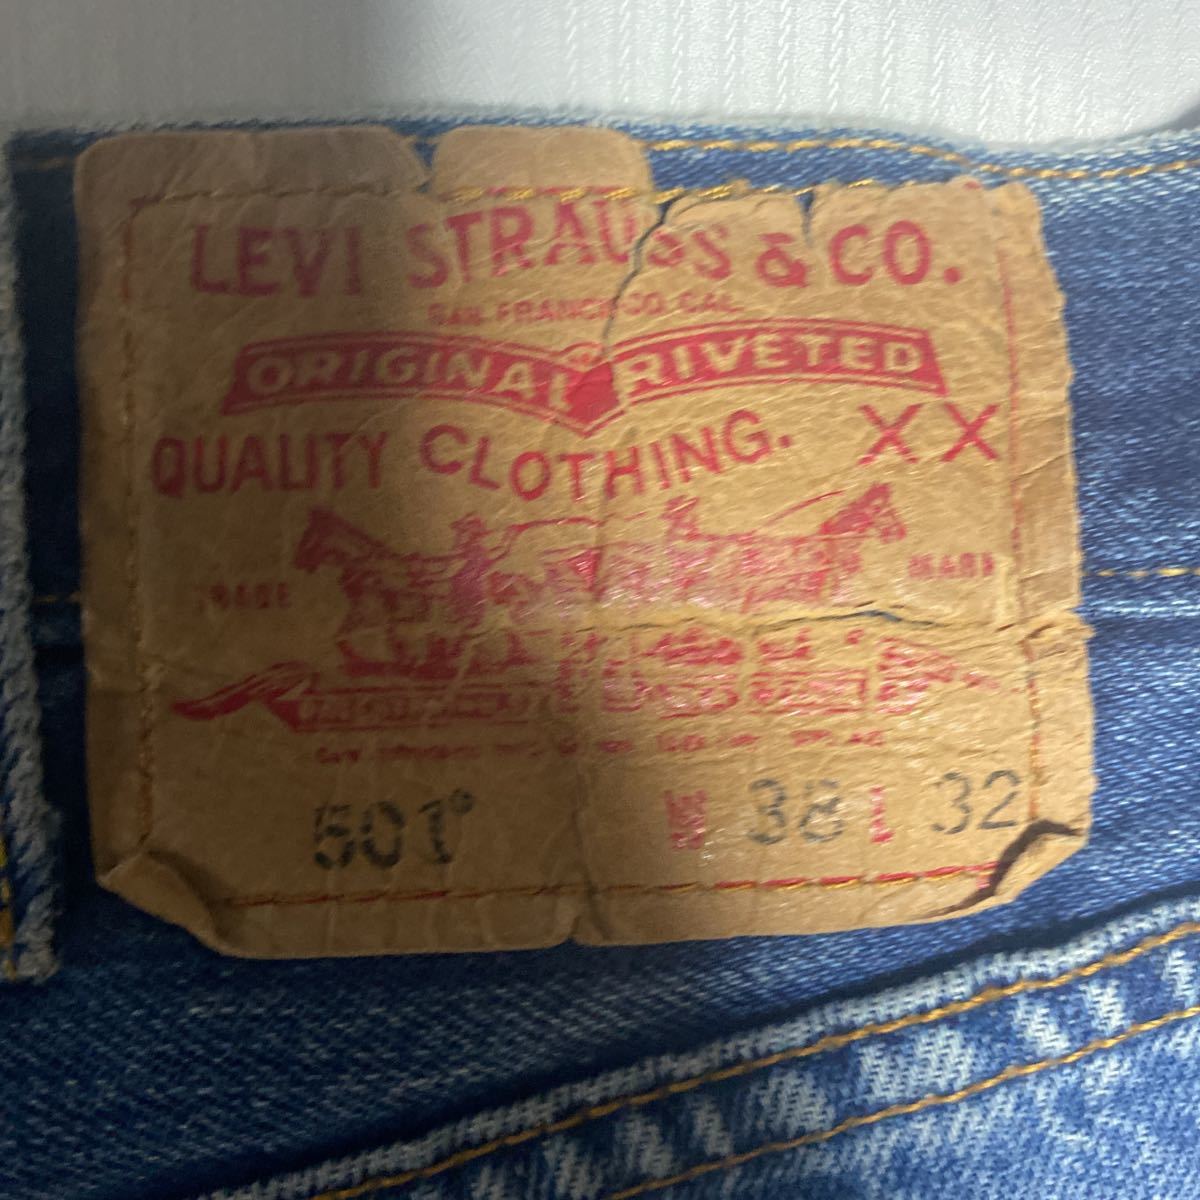 LEVI STRAUSS & CO.
SAN FRANCISCO CAL.
ORIGINAL RIVETED
QUALITY CLOTHING. XX
TRADE MARK
501® W 38 L 32